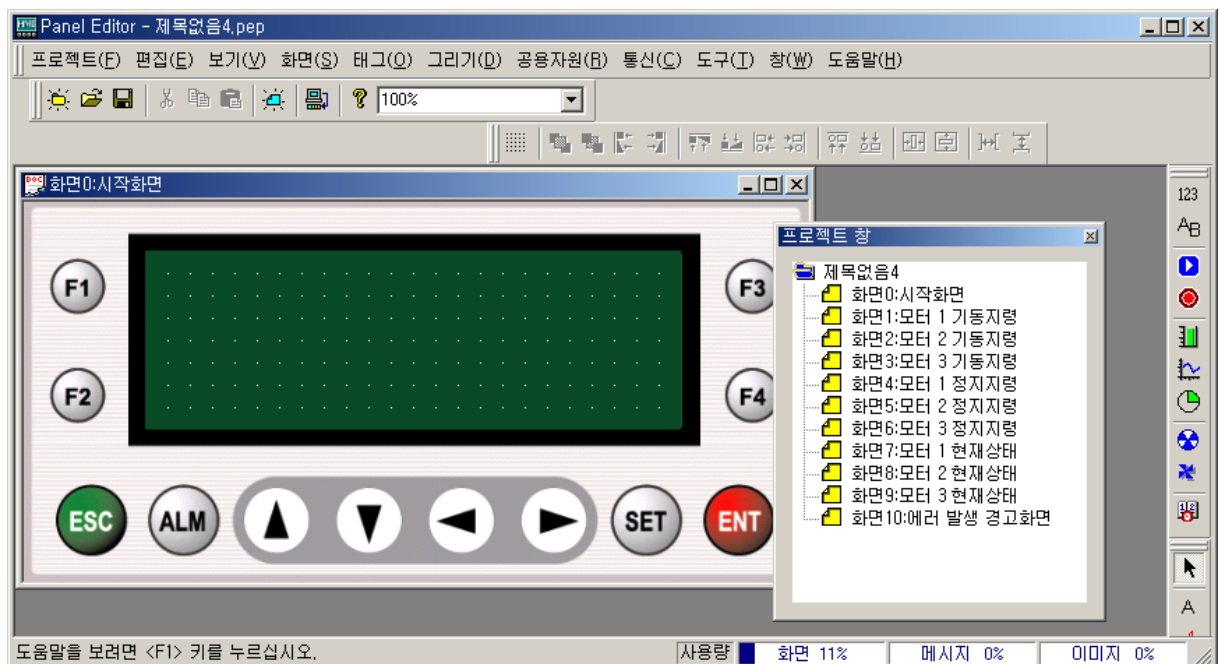 Panel Editor - 제목없음4.pep
프로젝트(F) 편집(E) 보기(V) 화면(S) 태그(O) 그리기(D) 공용자원(R) 통신(C) 도구(T) 창(W) 도움말(H)
100%
화면0:시작화면
F1
F3
F2
F4
ESC ALM SET ENT
프로젝트 창
제목없음4
화면0:시작화면
화면1:모터 1 기동지령
화면2:모터 2 기동지령
화면3:모터 3 기동지령
화면4:모터 1 정지지령
화면5:모터 2 정지지령
화면6:모터 3 정지지령
화면7:모터 1 현재상태
화면8:모터 2 현재상태
화면9:모터 3 현재상태
화면10:에러 발생 경고화면
123
AB
A
도움말을 보려면 <F1> 키를 누르십시오.
사용량 화면 11% 메시지 0% 이미지 0%